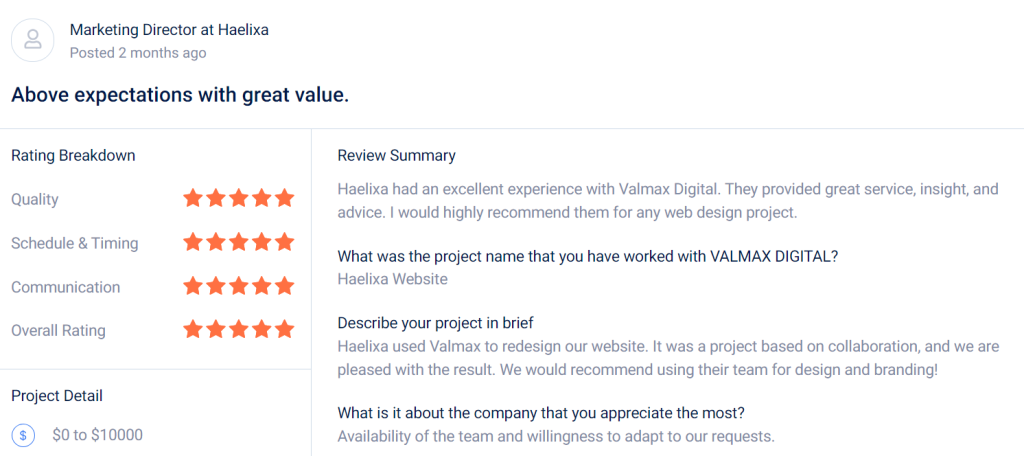 Marketing Director at Haelixa
Posted 2 months ago
Above expectations with great value.
Rating Breakdown
Quality
Schedule & Timing
Communication
Overall Rating
Project Detail
$
$0 to $10000
Review Summary
Haelixa had an excellent experience with Valmax Digital. They provided great service, insight, and
advice. I would highly recommend them for any web design project.
What was the project name that you have worked with VALMAX DIGITAL?
Haelixa Website
Describe your project in brief
Haelixa used Valmax to redesign our website. It was a project based on collaboration, and we are
pleased with the result. We would recommend using their team for design and branding!
What is it about the company that you appreciate the most?
Availability of the team and willingness to adapt to our requests.